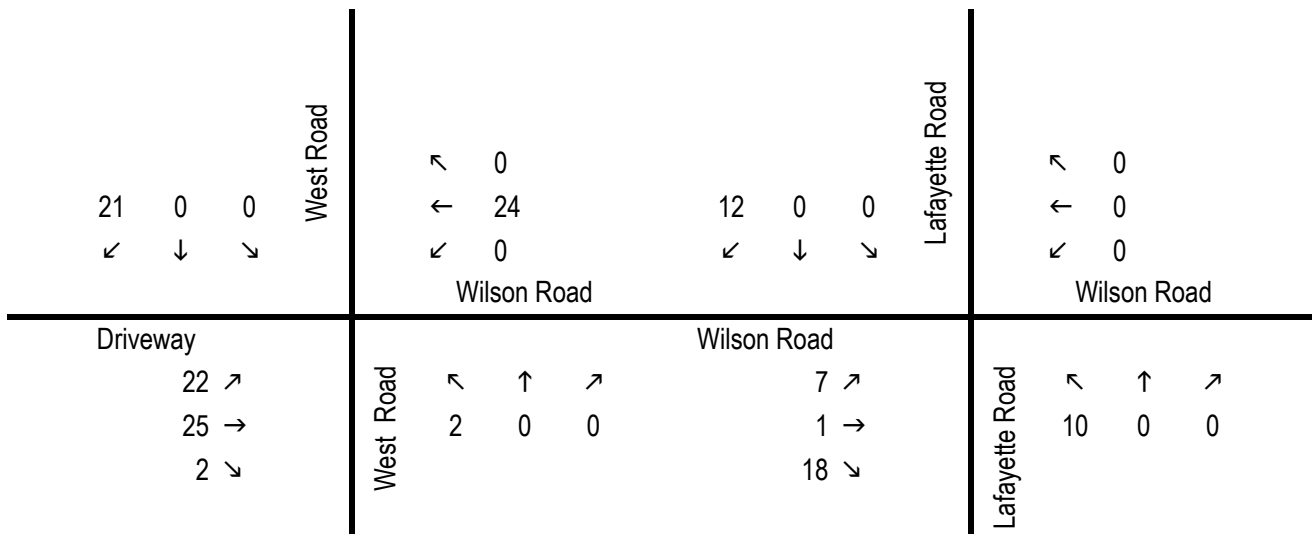 West Road
Lafayette Road
↖ 0
↖ 0
21 0 0
← 24
12 0 0
← 0
↙ ↓ ↘
↙ 0
↙ ↓ ↘
↙ 0
Wilson Road
Wilson Road
Driveway
Wilson Road
22 ↗
West Road
↖ ↑ ↗
7 ↗
Lafayette Road
↖ ↑ ↗
25 →
2 0 0
1 →
10 0 0
2 ↘
18 ↘